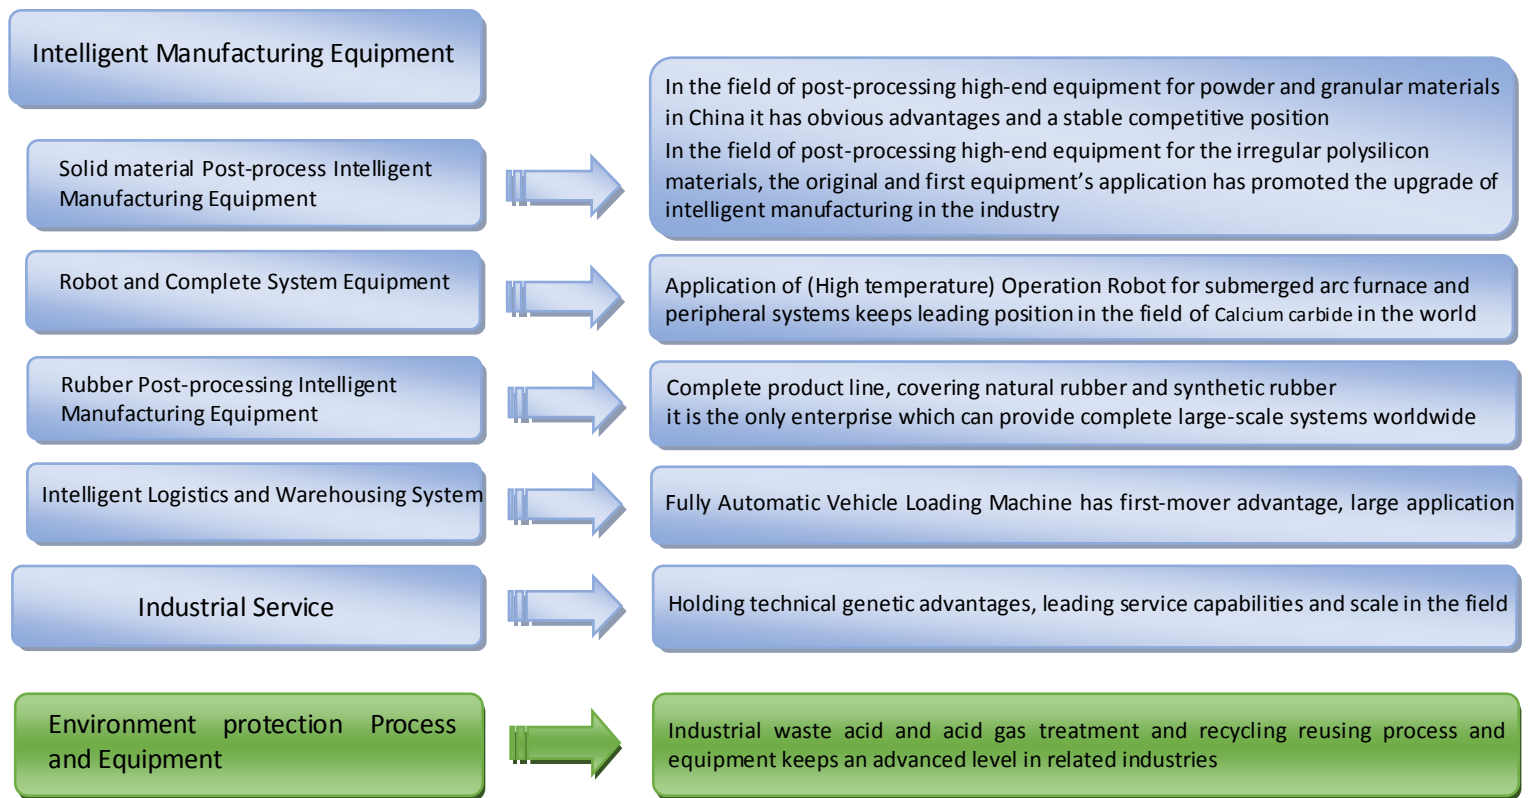 Intelligent Manufacturing Equipment
In the field of post-processing high-end equipment for powder and granular materials
in China it has obvious advantages and a stable competitive position
In the field of post-processing high-end equipment for the irregular polysilicon
materials, the original and first equipment’s application has promoted the upgrade of
intelligent manufacturing in the industry
Solid material Post-process Intelligent
Manufacturing Equipment
Robot and Complete System Equipment
Application of (High temperature) Operation Robot for submerged arc furnace and
peripheral systems keeps leading position in the field of Calcium carbide in the world
Rubber Post-processing Intelligent
Manufacturing Equipment
Complete product line, covering natural rubber and synthetic rubber
it is the only enterprise which can provide complete large-scale systems worldwide
Intelligent Logistics and Warehousing System
Fully Automatic Vehicle Loading Machine has first-mover advantage, large application
Industrial Service
Holding technical genetic advantages, leading service capabilities and scale in the field
Environment protection Process
and Equipment
Industrial waste acid and acid gas treatment and recycling reusing process and
equipment keeps an advanced level in related industries